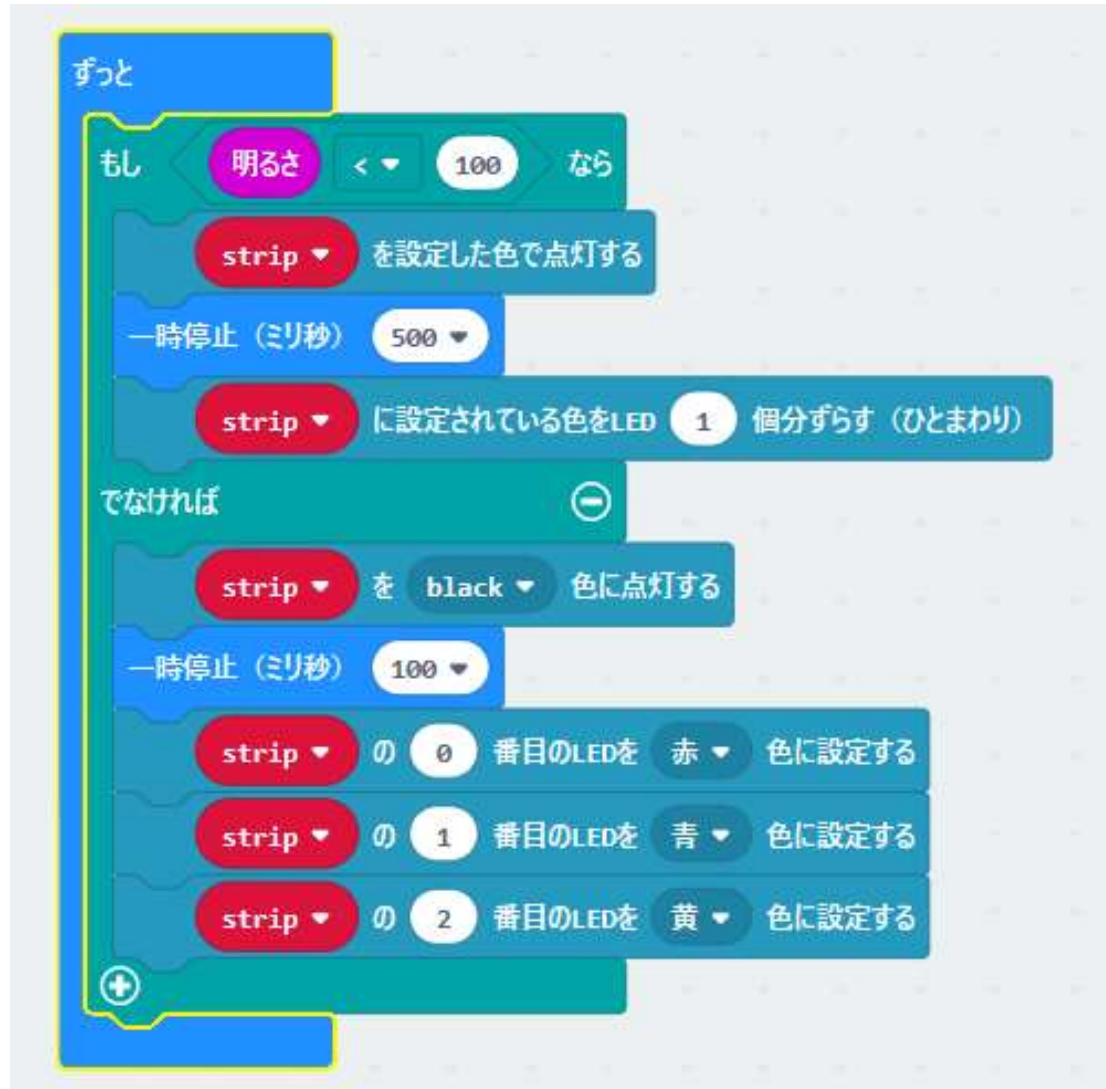 ずっと
もし 明るさ < 100 なら
strip を設定した色で点灯する
一時停止（ミリ秒） 500
strip に設定されている色をLED 1 個分ずらす（ひとまわり）
でなければ
strip を black 色に点灯する
一時停止（ミリ秒） 100
strip の 0 番目のLEDを 赤 色に設定する
strip の 1 番目のLEDを 青 色に設定する
strip の 2 番目のLEDを 黄 色に設定する